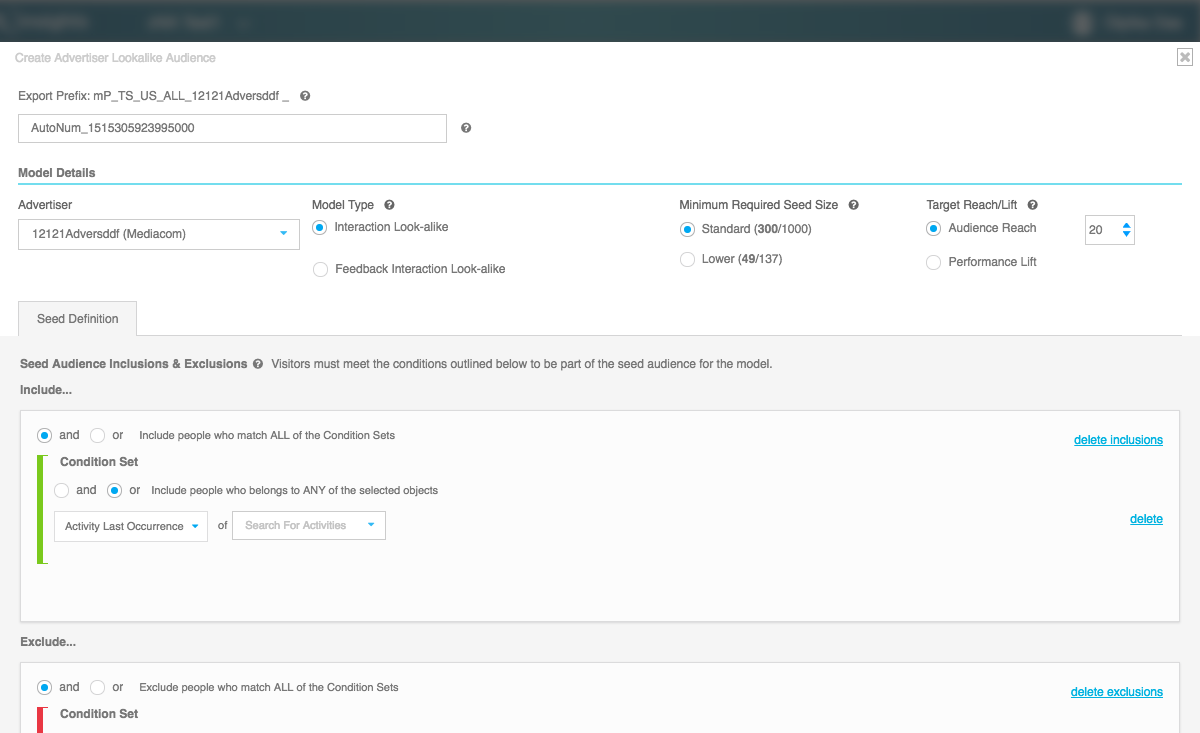 Create Advertiser Lookalike Audience
Export Prefix: mP_TS_US_ALL_12121Adversddf _
AutoNum_1515305923995000
Model Details
Advertiser
12121Adversddf (Mediacom)
Model Type
Interaction Look-alike
Feedback Interaction Look-alike
Minimum Required Seed Size
Standard (300/1000)
Lower (49/137)
Target Reach/Lift
Audience Reach
20
Performance Lift
Seed Definition
Seed Audience Inclusions & Exclusions Visitors must meet the conditions outlined below to be part of the seed audience for the model.
Include...
and or Include people who match ALL of the Condition Sets
delete inclusions
Condition Set
and or Include people who belongs to ANY of the selected objects
Activity Last Occurrence of Search For Activities
delete
Exclude...
and or Exclude people who match ALL of the Condition Sets
delete exclusions
Condition Set